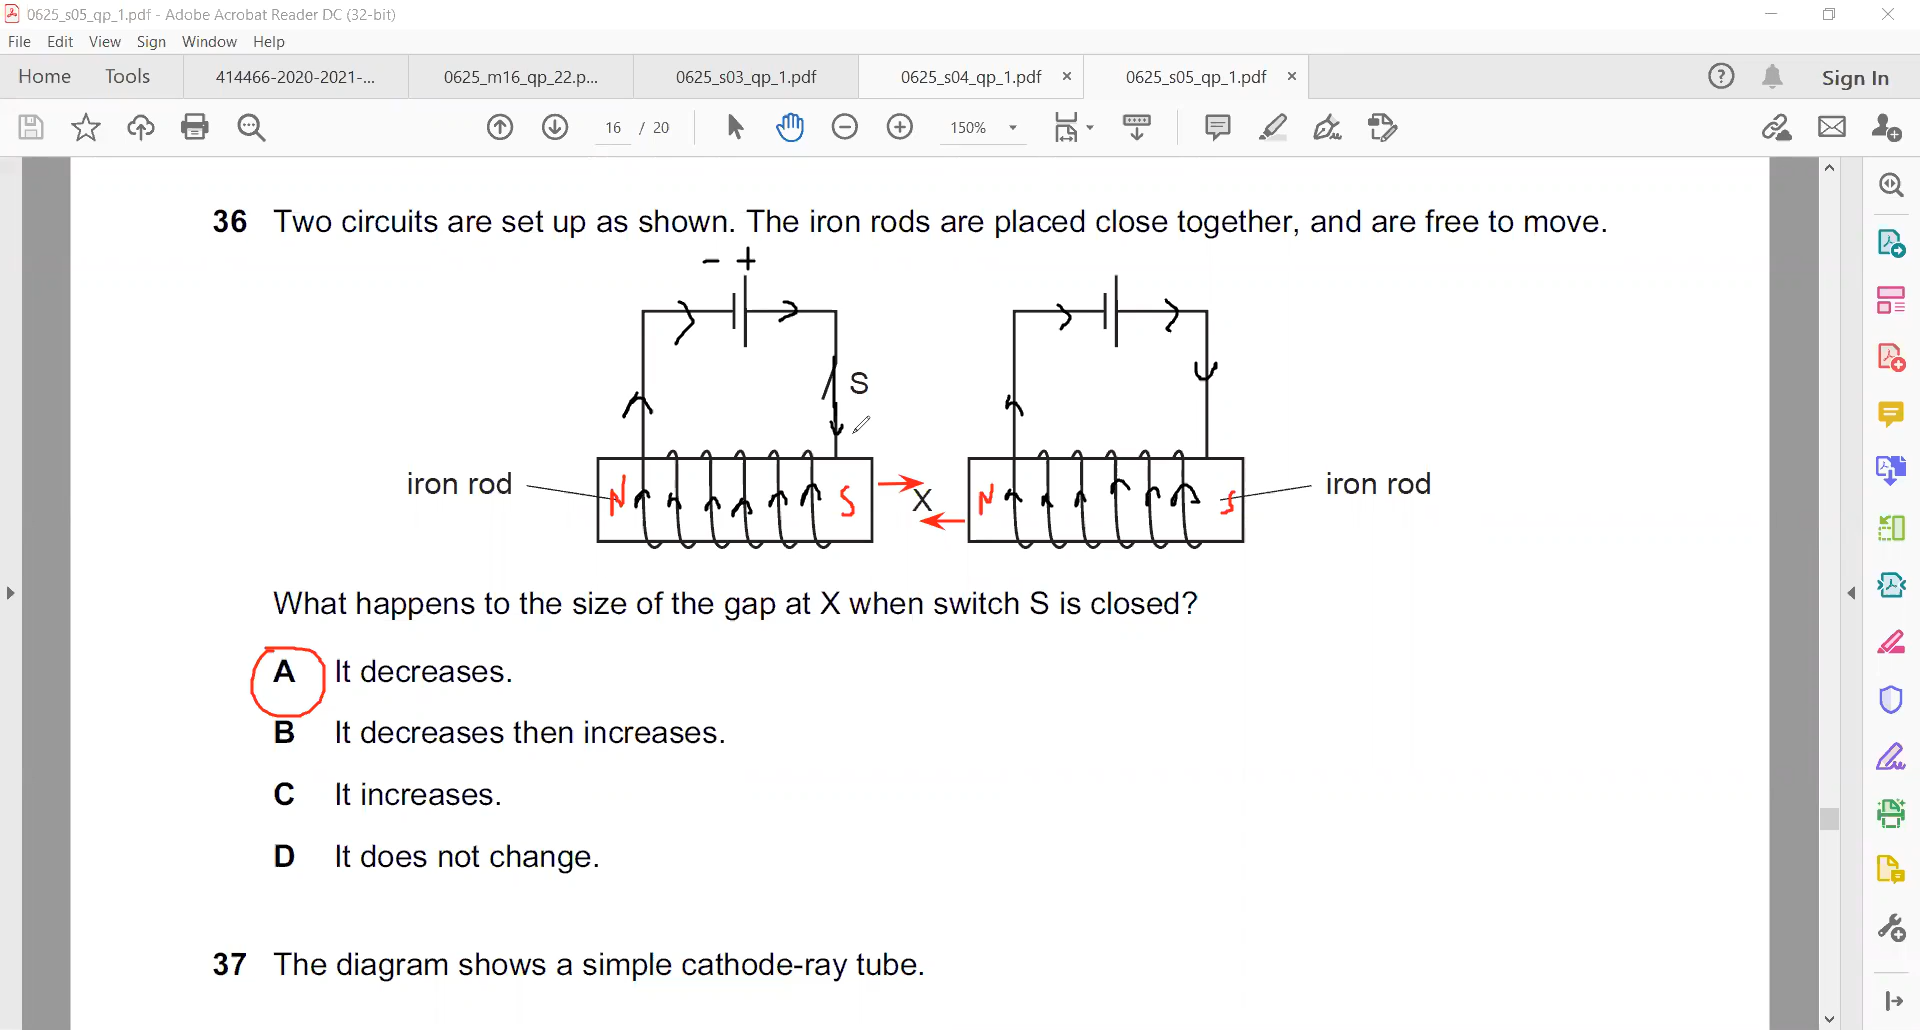 0625_s05_qp_1.pdf - Adobe Acrobat Reader DC (32-bit)
File Edit View Sign Window Help
Home Tools 414466-2020-2021-... 0625_m16_qp_22.p... 0625_s03_qp_1.pdf 0625_s04_qp_1.pdf × 0625_s05_qp_1.pdf × Sign In
16 / 20 150%
36 Two circuits are set up as shown. The iron rods are placed close together, and are free to move.
- +
S
iron rod N S X N S iron rod
What happens to the size of the gap at X when switch S is closed?
A It decreases.
B It decreases then increases.
C It increases.
D It does not change.
37 The diagram shows a simple cathode-ray tube.